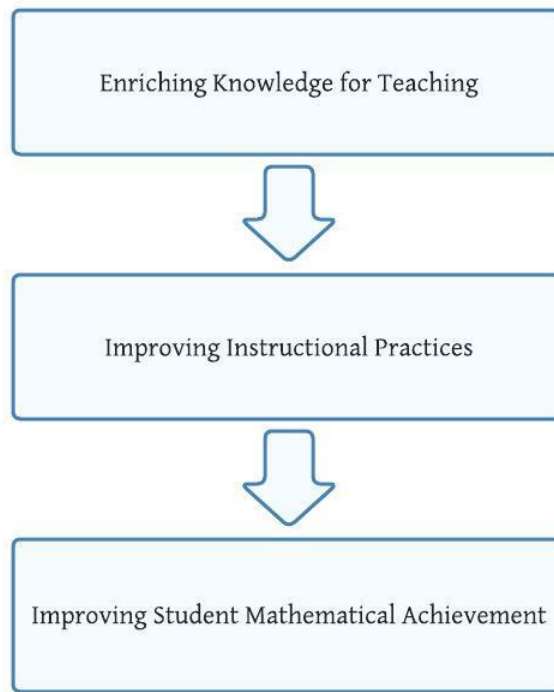 Enriching Knowledge for Teaching
Improving Instructional Practices
Improving Student Mathematical Achievement